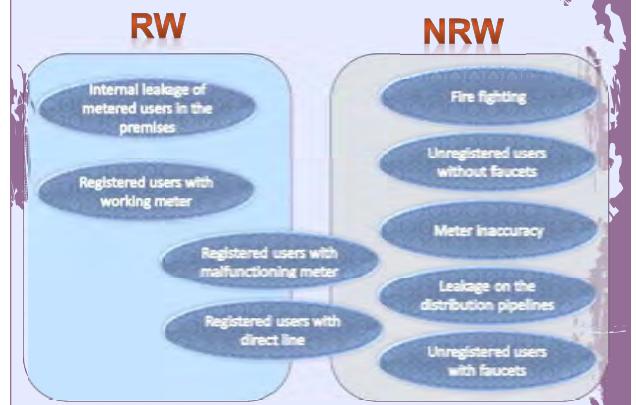 RW
NRW
Internal leakage of
metered users in the
premises
Registered users with
working meter
Registered users with
malfunctioning meter
Registered users with
direct line
Fire fighting
Unregistered users
without faucets
Meter inaccuracy
Leakage on the
distribution pipelines
Unregistered users
with faucets